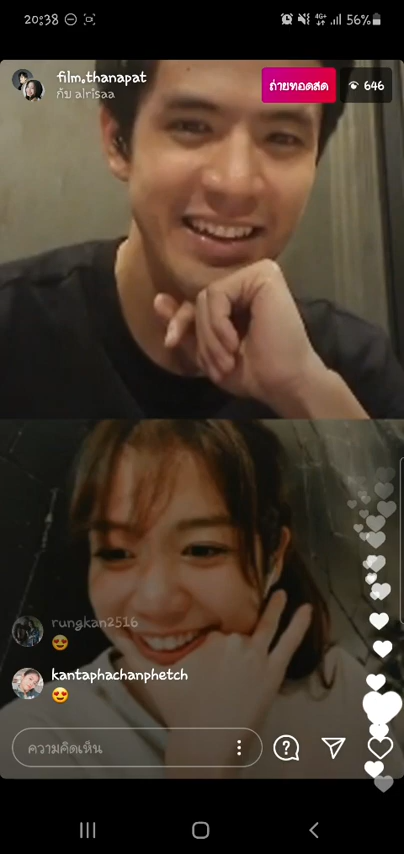 20:38
4G+
56%
film.thanapat
กับ alrisaa
ถ่ายทอดสด
646
rungkan2516
😍
kantaphachanphetch
😍
ความคิดเห็น